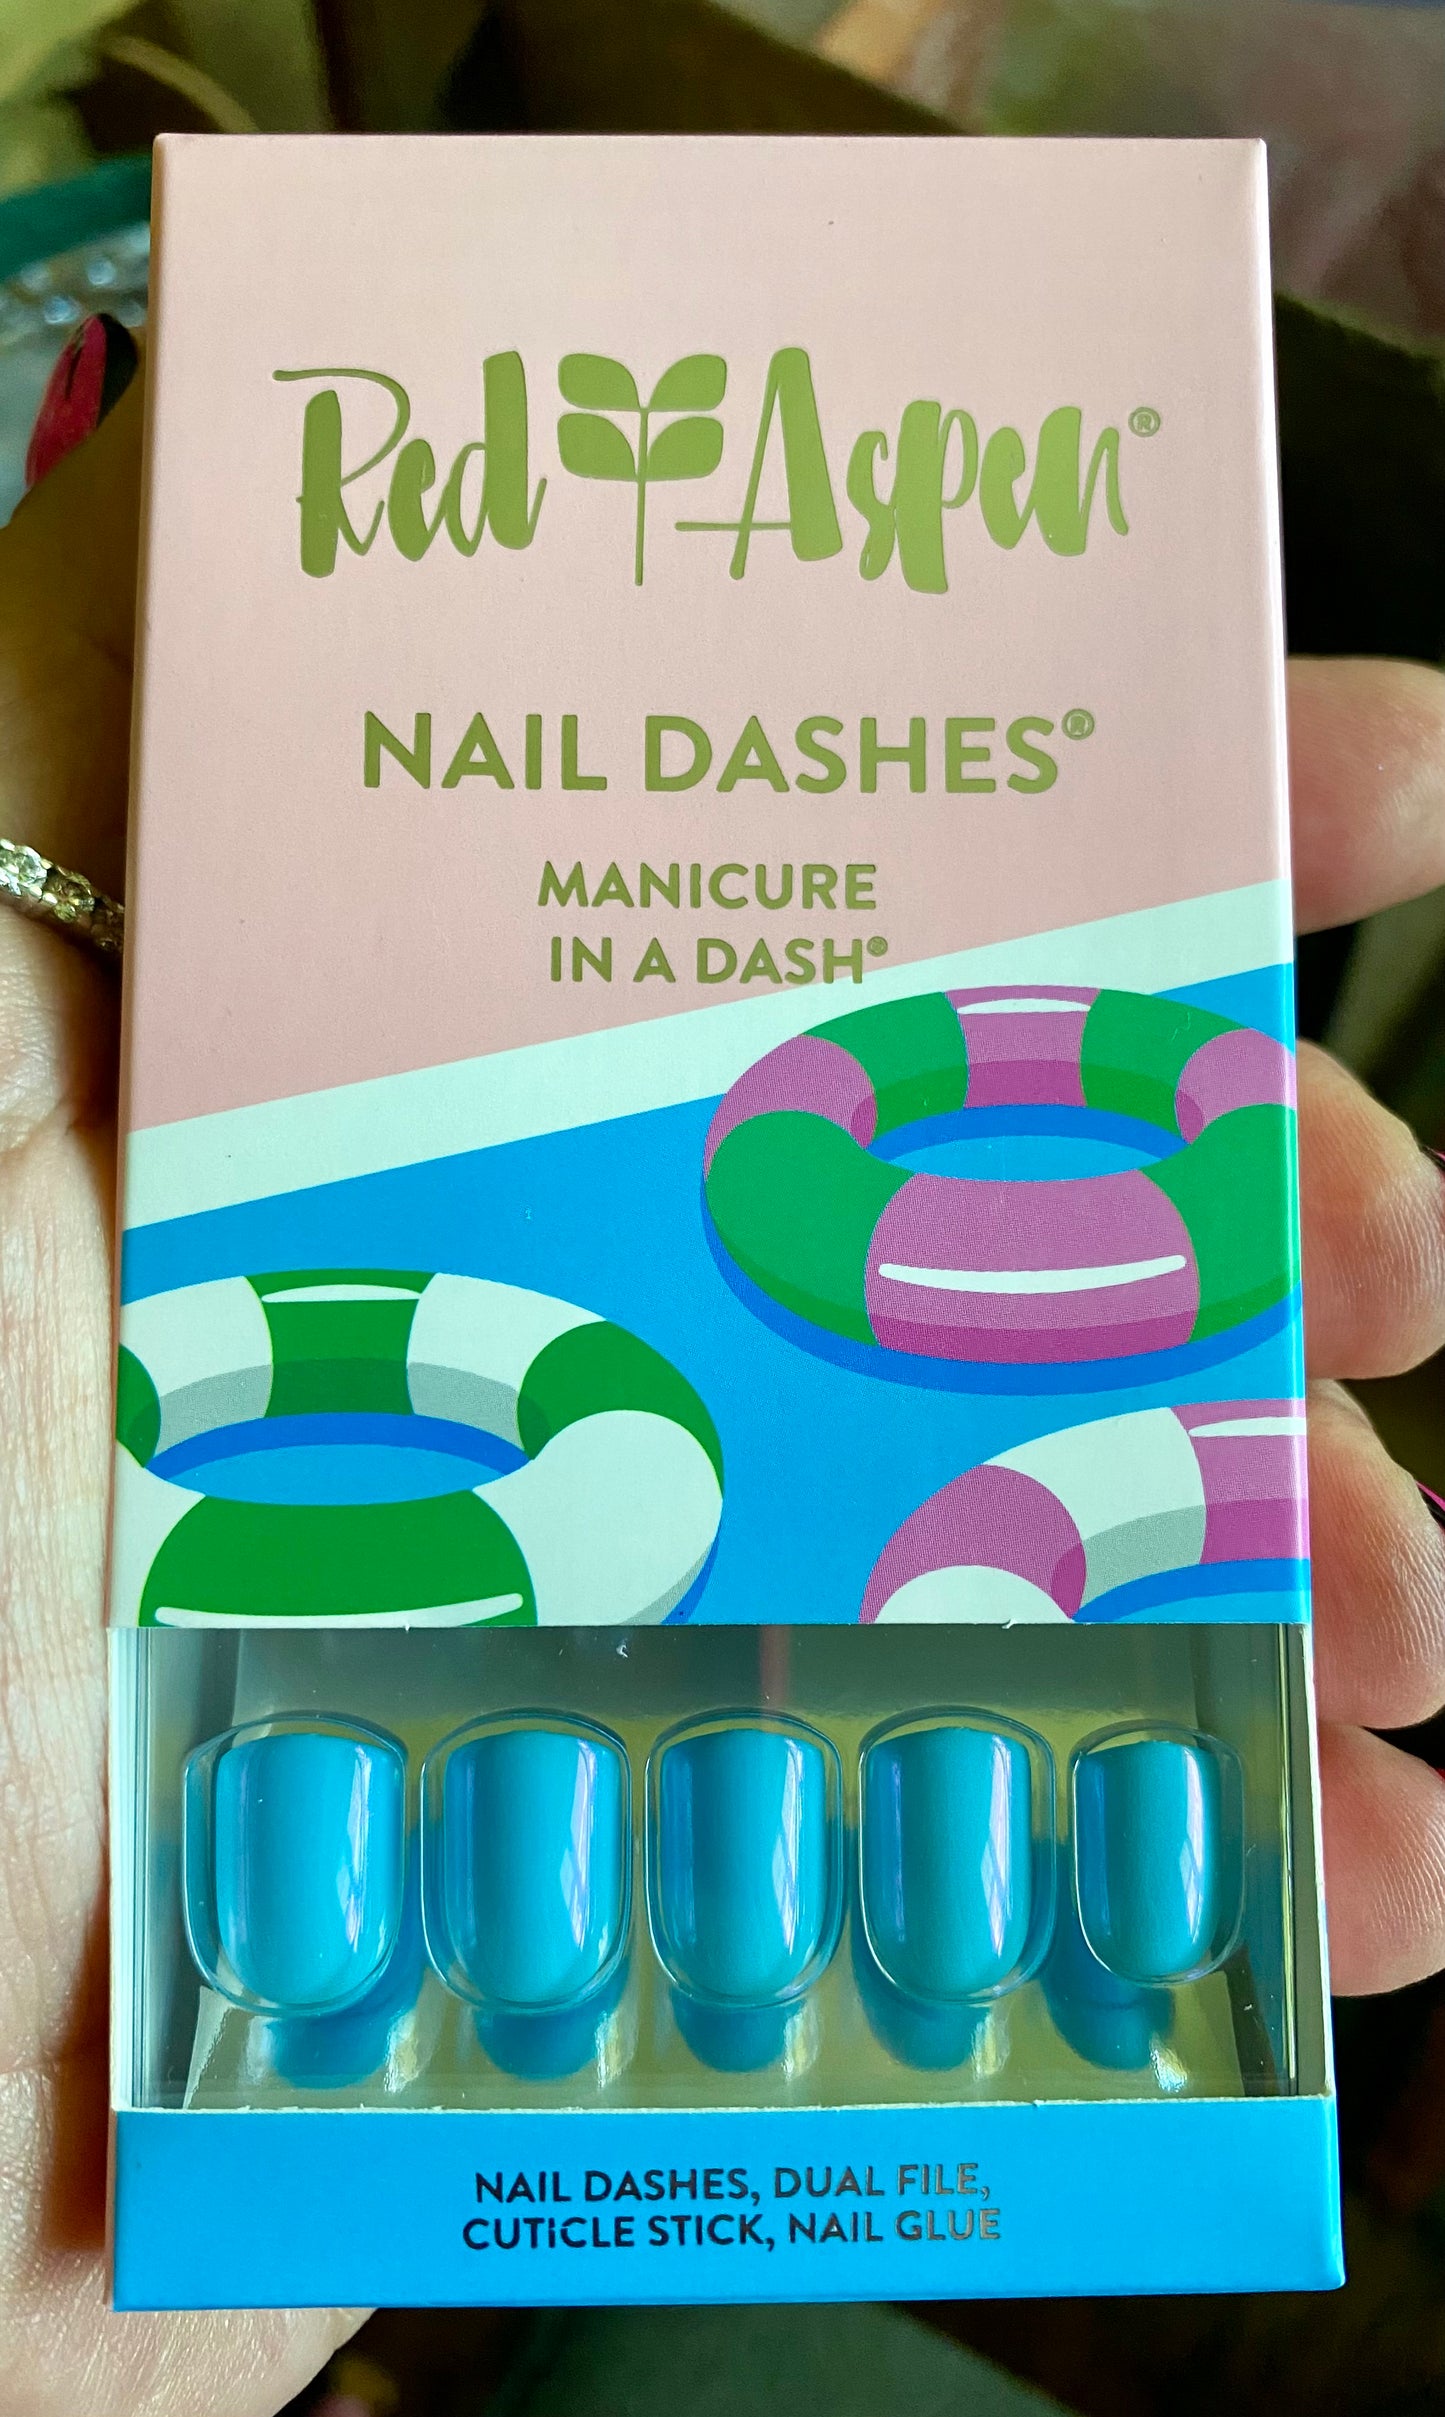 Red Aspen®
NAIL DASHES®
MANICURE
IN A DASH®
NAIL DASHES, DUAL FILE,
CUTICLE STICK, NAIL GLUE